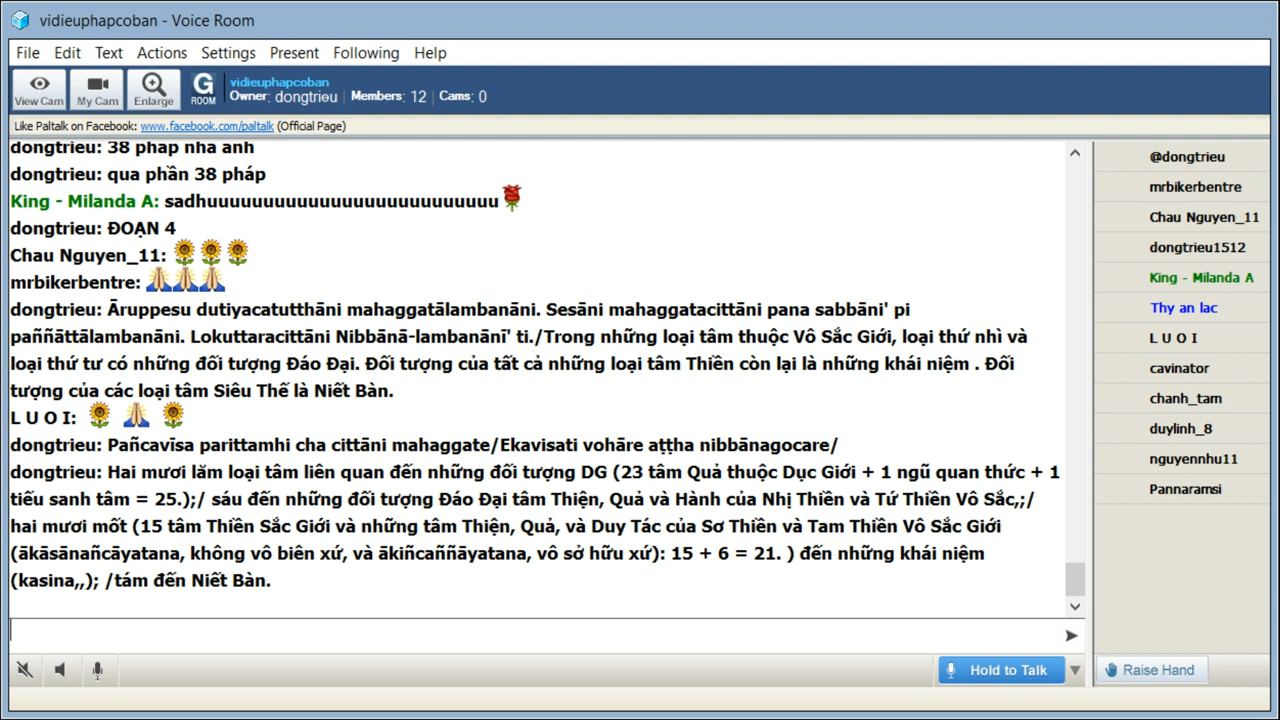 vidieuphapcoban - Voice Room
File Edit Text Actions Settings Present Following Help
View Cam My Cam Enlarge G ROOM
vidieuphapcoban
Owner: dongtrieu | Members: 12 | Cams: 0
Like Paltalk on Facebook: www.facebook.com/paltalk (Official Page)
dongtrieu: 38 pháp nha anh
dongtrieu: qua phần 38 pháp
King - Milanda A: sadhuuuuuuuuuuuuuuuuuuuuuuuuuu
dongtrieu: ĐOẠN 4
Chau Nguyen_11:
mrbikerbentre:
dongtrieu: Āruppesu dutiyacatutthāni mahaggatālambanāni. Sesāni mahaggatacittāni pana sabbāni' pi
paññāttālambanāni. Lokuttaracittāni Nibbānā-lambanānī' ti./Trong những loại tâm thuộc Vô Sắc Giới, loại thứ nhì và
loại thứ tư có những đối tượng Đáo Đại. Đối tượng của tất cả những loại tâm Thiền còn lại là những khái niệm . Đối
tượng của các loại tâm Siêu Thế là Niết Bàn.
L U O I:
dongtrieu: Pañcavīsa parittamhi cha cittāni mahaggate/Ekavisati vohāre aṭṭha nibbānagocare/
dongtrieu: Hai mươi lăm loại tâm liên quan đến những đối tượng DG (23 tâm Quả thuộc Dục Giới + 1 ngũ quan thức + 1
tiếu sanh tâm = 25.);/ sáu đến những đối tượng Đáo Đại tâm Thiện, Quả và Hành của Nhị Thiền và Tứ Thiền Vô Sắc,;/
hai mươi mốt (15 tâm Thiền Sắc Giới và những tâm Thiện, Quả, và Duy Tác của Sơ Thiền và Tam Thiền Vô Sắc Giới
(ākāsānañcāyatana, không vô biên xứ, và ākiñcaññāyatana, vô sở hữu xứ): 15 + 6 = 21. ) đến những khái niệm
(kasina,,); /tám đến Niết Bàn.
@dongtrieu
mrbikerbentre
Chau Nguyen_11
dongtrieu1512
King - Milanda A
Thy an lac
L U O I
cavinator
chanh_tam
duylinh_8
nguyennhu11
Pannaramsi
Hold to Talk
Raise Hand